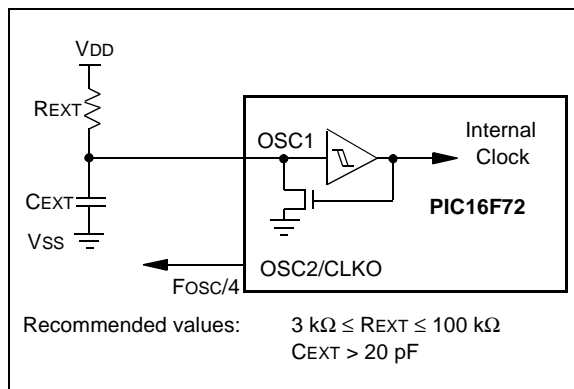 VDD
REXT
OSC1
Internal
Clock
CEXT
PIC16F72
VSS
OSC2/CLKO
FOSC/4
Recommended values: 3 kΩ ≤ REXT ≤ 100 kΩ
CEXT > 20 pF